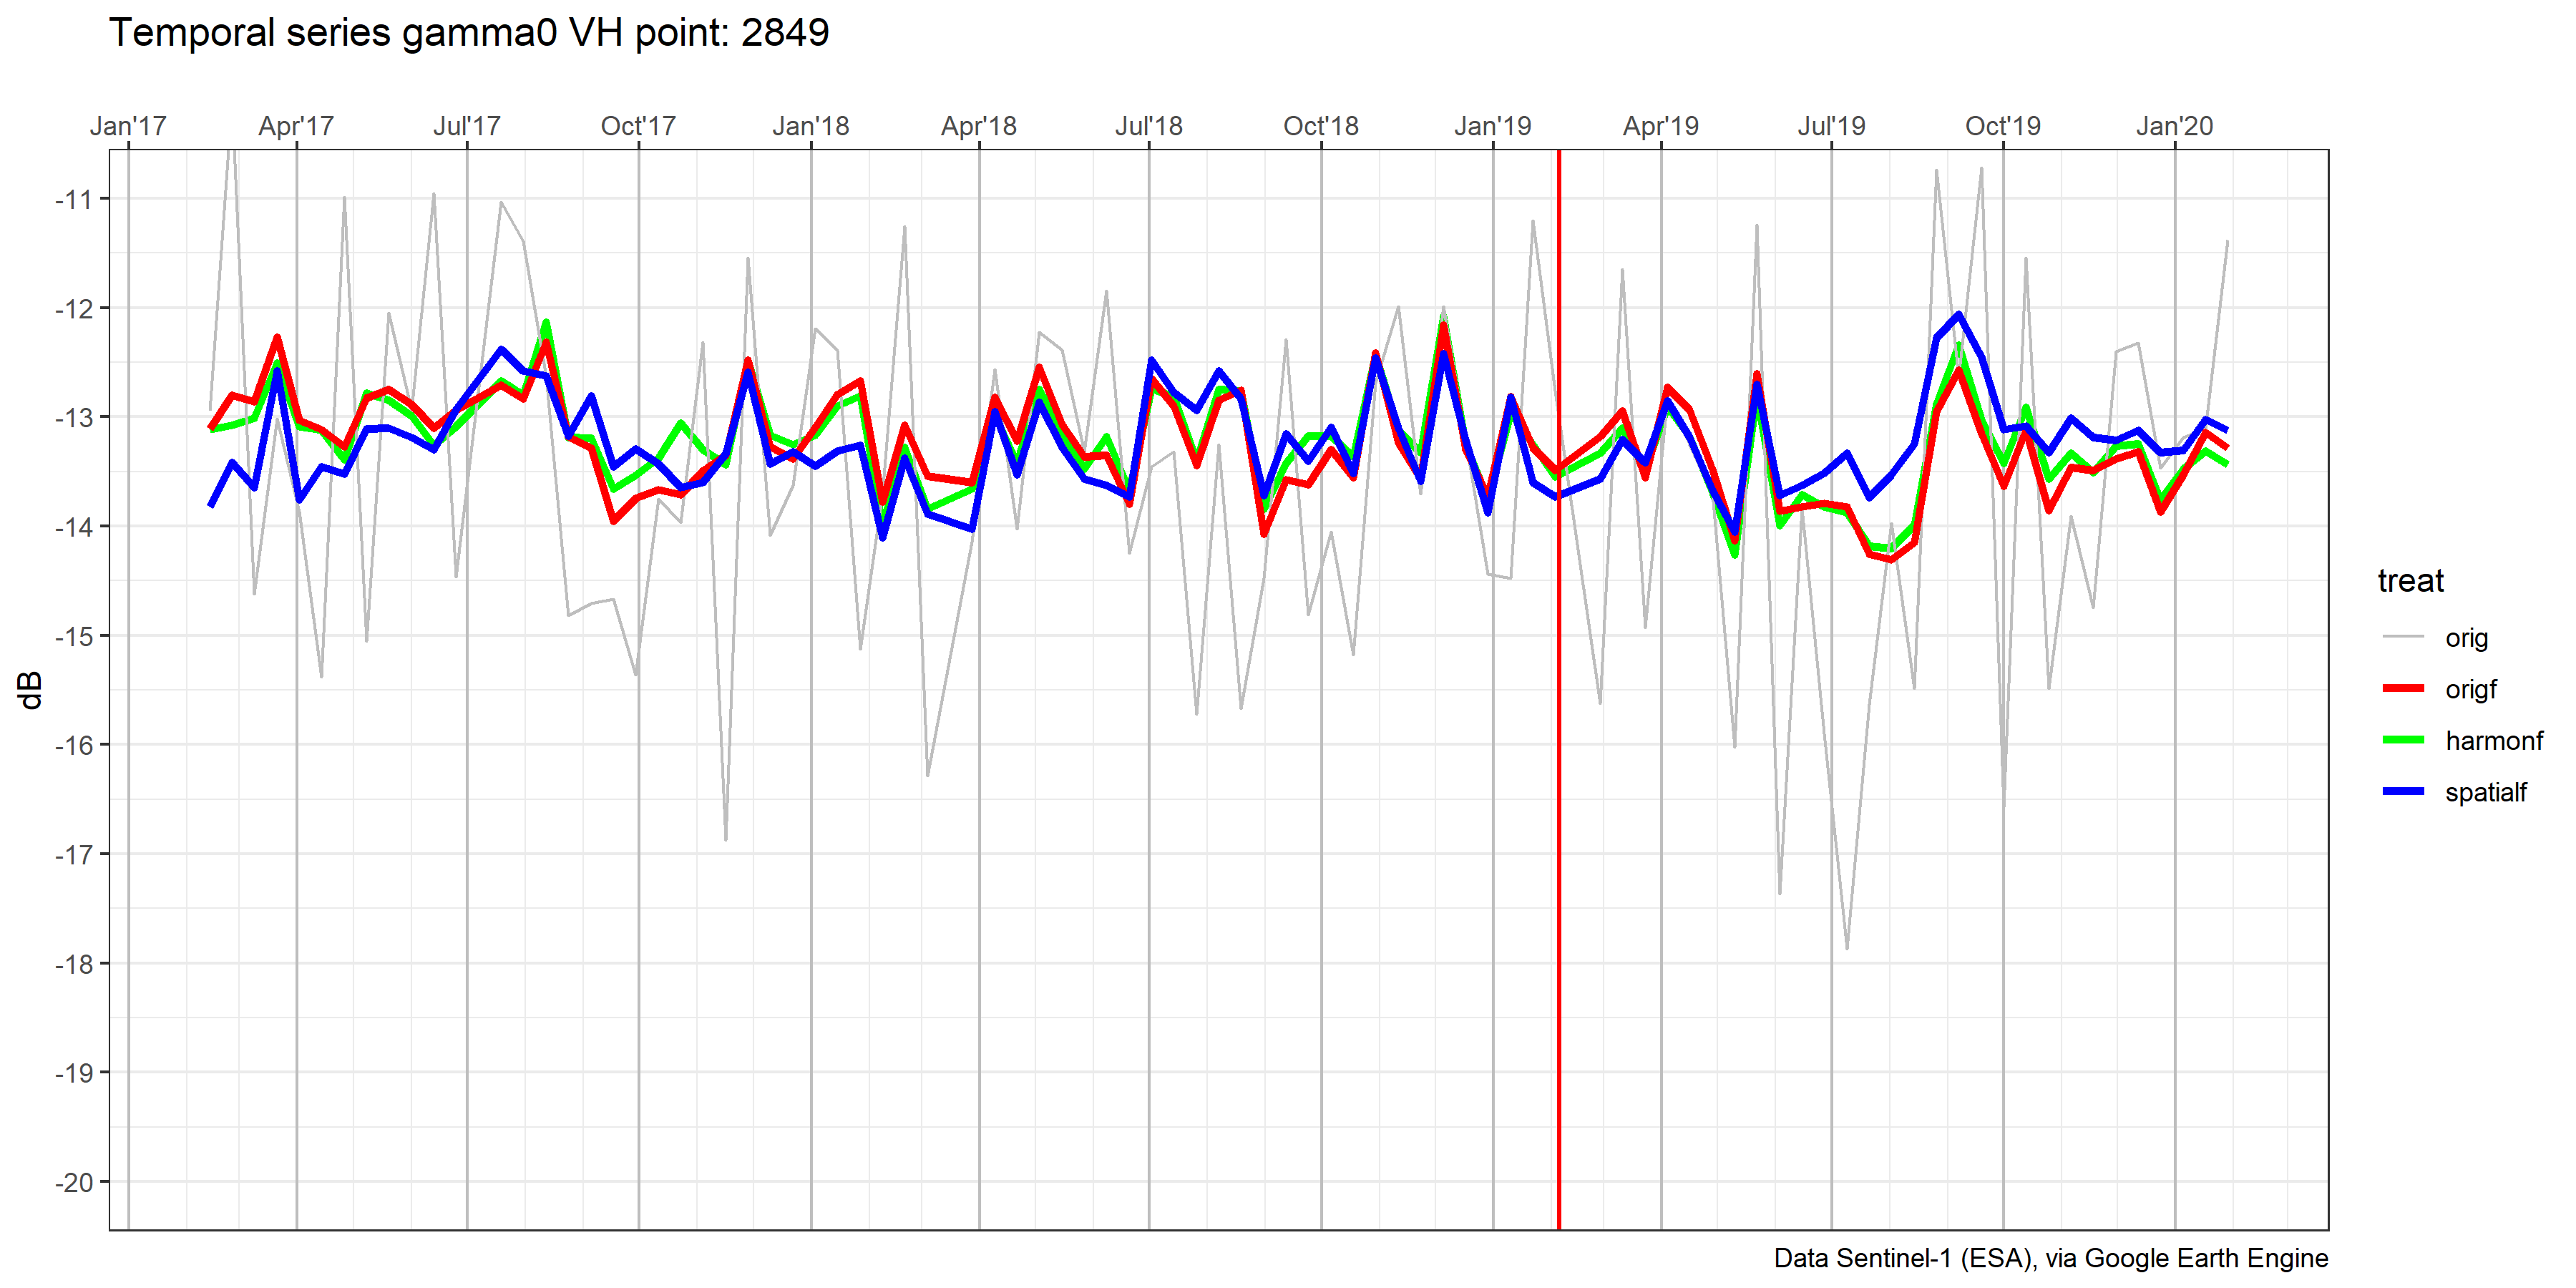 Temporal series gamma0 VH point: 2849
Jan'17 Apr'17 Jul'17 Oct'17 Jan'18 Apr'18 Jul'18 Oct'18 Jan'19 Apr'19 Jul'19 Oct'19 Jan'20
-11
-12
-13
-14
-15
-16
-17
-18
-19
-20
dB
treat
orig
origf
harmonf
spatialf
Data Sentinel-1 (ESA), via Google Earth Engine